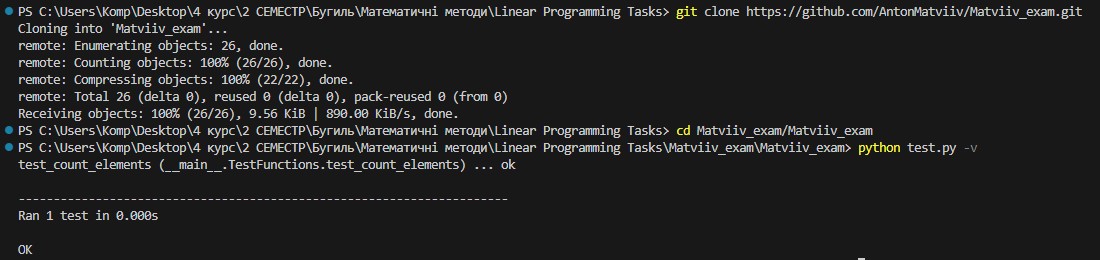 PS C:\Users\Komp\Desktop\4 курс\2 СЕМЕСТР\Бугиль\Математичні методи\Linear Programming Tasks> git clone https://github.com/AntonMatviiv/Matviiv_exam.git
Cloning into 'Matviiv_exam'...
remote: Enumerating objects: 26, done.
remote: Counting objects: 100% (26/26), done.
remote: Compressing objects: 100% (22/22), done.
remote: Total 26 (delta 0), reused 0 (delta 0), pack-reused 0 (from 0)
Receiving objects: 100% (26/26), 9.56 KiB | 890.00 KiB/s, done.
PS C:\Users\Komp\Desktop\4 курс\2 СЕМЕСТР\Бугиль\Математичні методи\Linear Programming Tasks> cd Matviiv_exam/Matviiv_exam
PS C:\Users\Komp\Desktop\4 курс\2 СЕМЕСТР\Бугиль\Математичні методи\Linear Programming Tasks\Matviiv_exam\Matviiv_exam> python test.py -v
test_count_elements (__main__.TestFunctions.test_count_elements) ... ok
----------------------------------------------------------------------
Ran 1 test in 0.000s
OK